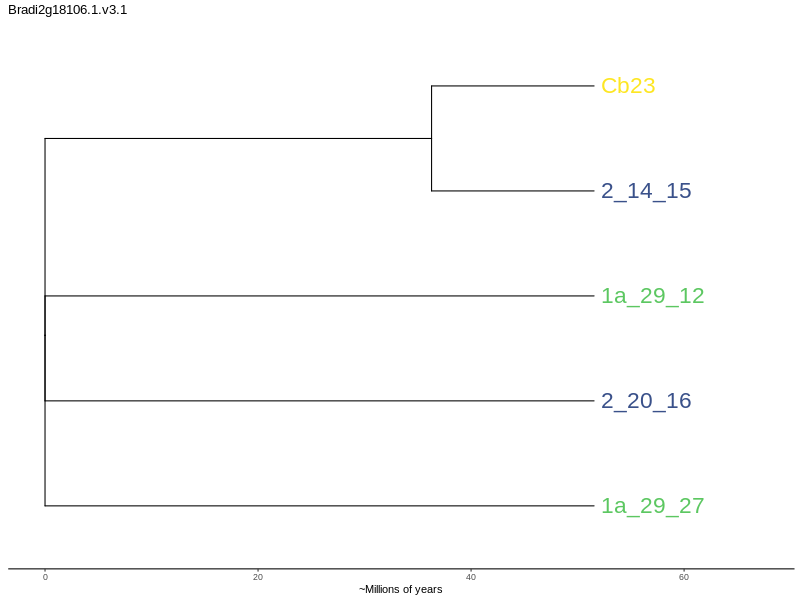 Bradi2g18106.1.v3.1
Cb23
2_14_15
1a_29_12
2_20_16
1a_29_27
0 20 40 60
~Millions of years